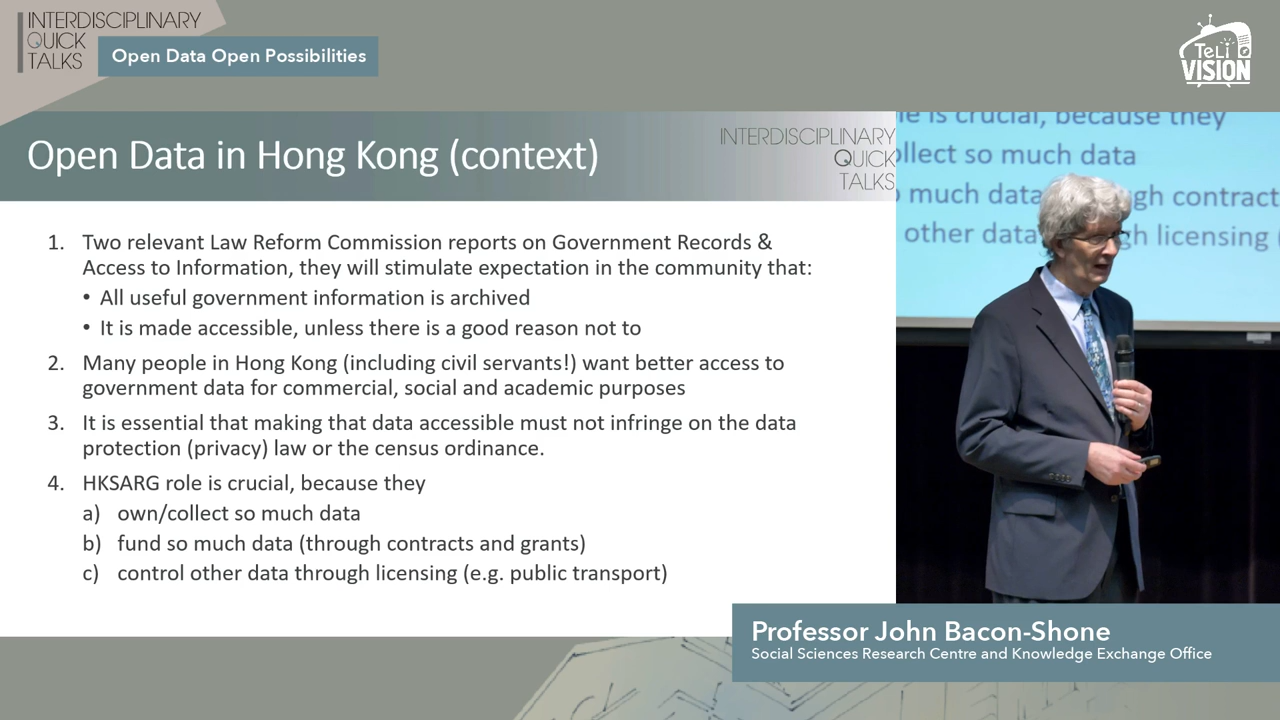 INTERDISCIPLINARY
QUICK
TALKS
Open Data Open Possibilities
TeLi
VISION
Open Data in Hong Kong (context)
INTERDISCIPLINARY
QUICK
TALKS
1. Two relevant Law Reform Commission reports on Government Records &
Access to Information, they will stimulate expectation in the community that:
• All useful government information is archived
• It is made accessible, unless there is a good reason not to
2. Many people in Hong Kong (including civil servants!) want better access to
government data for commercial, social and academic purposes
3. It is essential that making that data accessible must not infringe on the data
protection (privacy) law or the census ordinance.
4. HKSARG role is crucial, because they
a) own/collect so much data
b) fund so much data (through contracts and grants)
c) control other data through licensing (e.g. public transport)
is crucial, because they
so much data
much data contract
other data licensing
Professor John Bacon-Shone
Social Sciences Research Centre and Knowledge Exchange Office